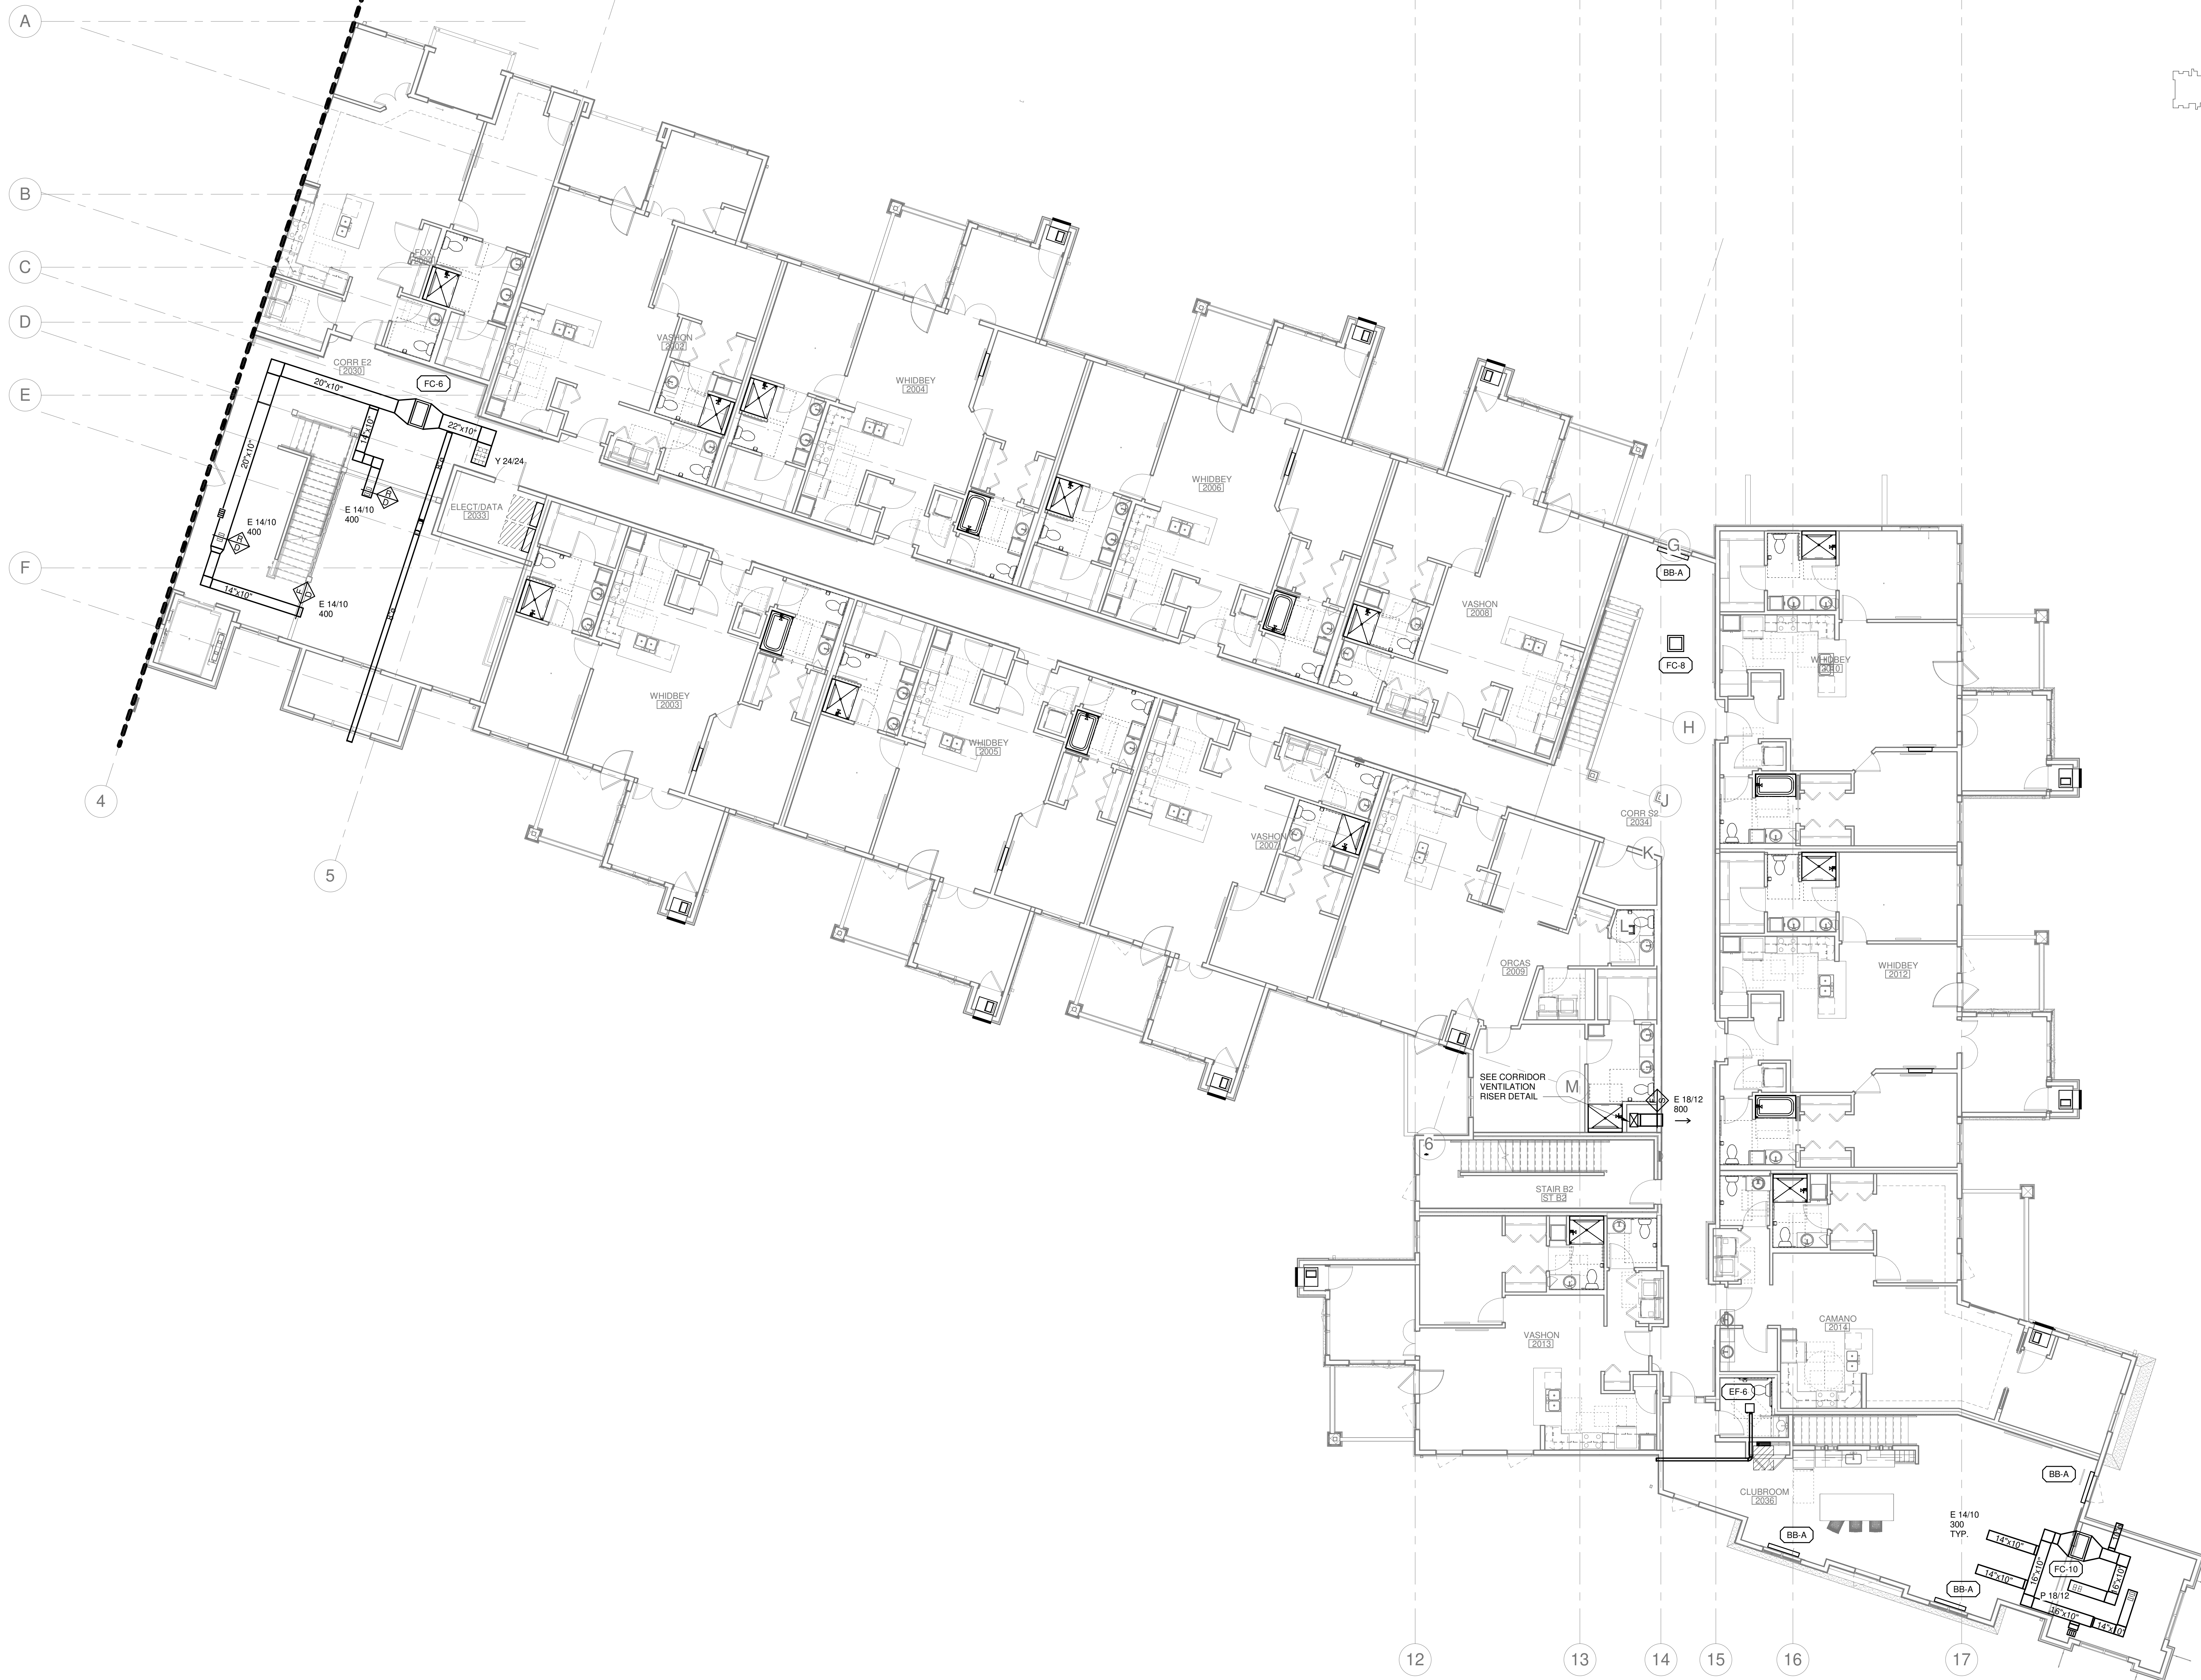 A
B
C
D
E
F
4
5
FOX
CORR E2
2030
FC-6
20"x10"
22"x10"
14"x10"
20"x10"
Y 24/24
E 14/10
400
E 14/10
400
E 14/10
400
14"x10"
ELECT/DATA
2033
VASHON
2002
WHIDBEY
2004
WHIDBEY
2006
VASHON
2008
WHIDBEY
2003
WHIDBEY
2005
VASHON
2007
ORCAS
2009
G
BB-A
FC-8
H
J
CORR S2
2034
K
L
M
6
SEE CORRIDOR
VENTILATION
RISER DETAIL
E 18/12
800
STAIR B2
ST B2
WHIDBEY
WHIDBEY
2012
VASHON
2013
CAMANO
2014
EF-6
CLUBROOM
2036
BB-A
BB-A
BB-A
E 14/10
300
TYP.
14"x10"
14"x10"
16"x10"
FC-10
16"x10"
P 18/12
16"x10"
12
13
14
15
16
17